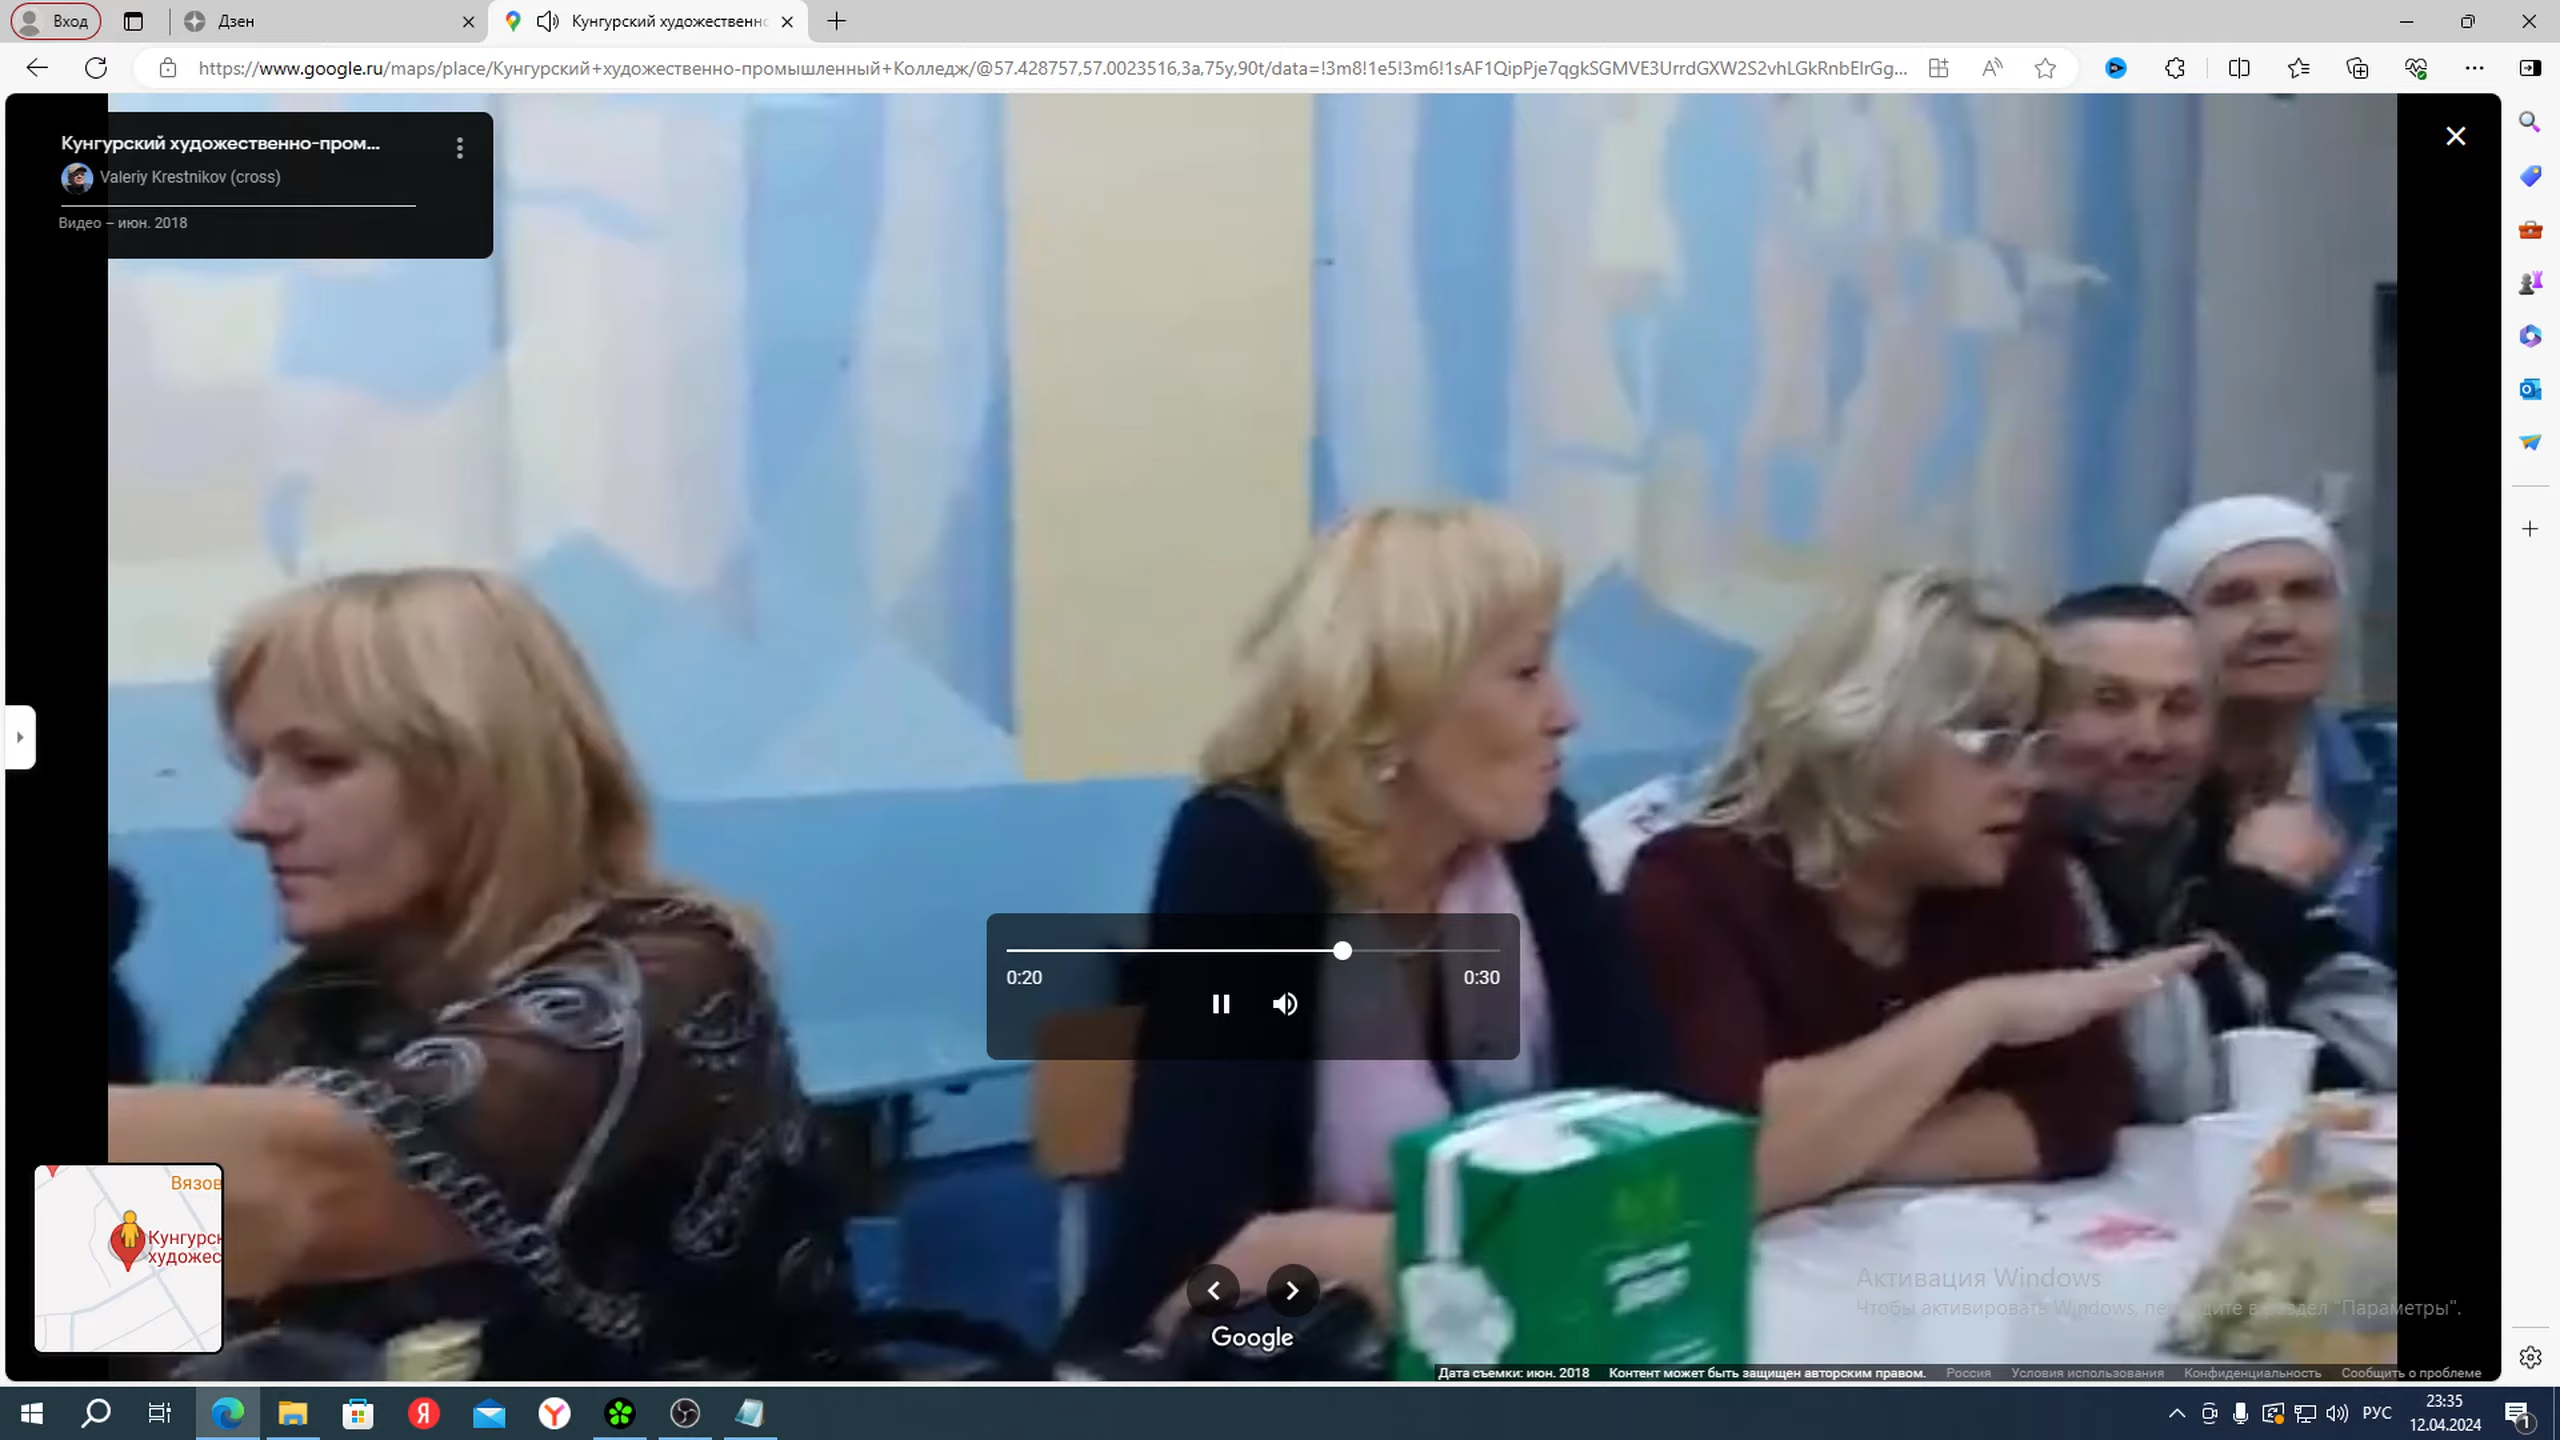 Вход
Дзен
Кунгурский художественно
https://www.google.ru/maps/place/Кунгурский+художественно-промышленный+Колледж/@57.428757,57.0023516,3a,75y,90t/data=!3m8!1e5!3m6!1sAF1QipPje7qgkSGMVE3UrrdGXW2S2vhLGkRnbElrGg...
Кунгурский художественно-пром...
Valeriy Krestnikov (cross)
Видео – июн. 2018
0:20
0:30
Вязов
Кунгурск
художес
Google
Активация Windows
Чтобы активировать Windows, перейдите в раздел "Параметры".
Дата съемки: июн. 2018 Контент может быть защищен авторским правом. Россия Условия использования Конфиденциальность Сообщить о проблеме
РУС
23:35
12.04.2024
1